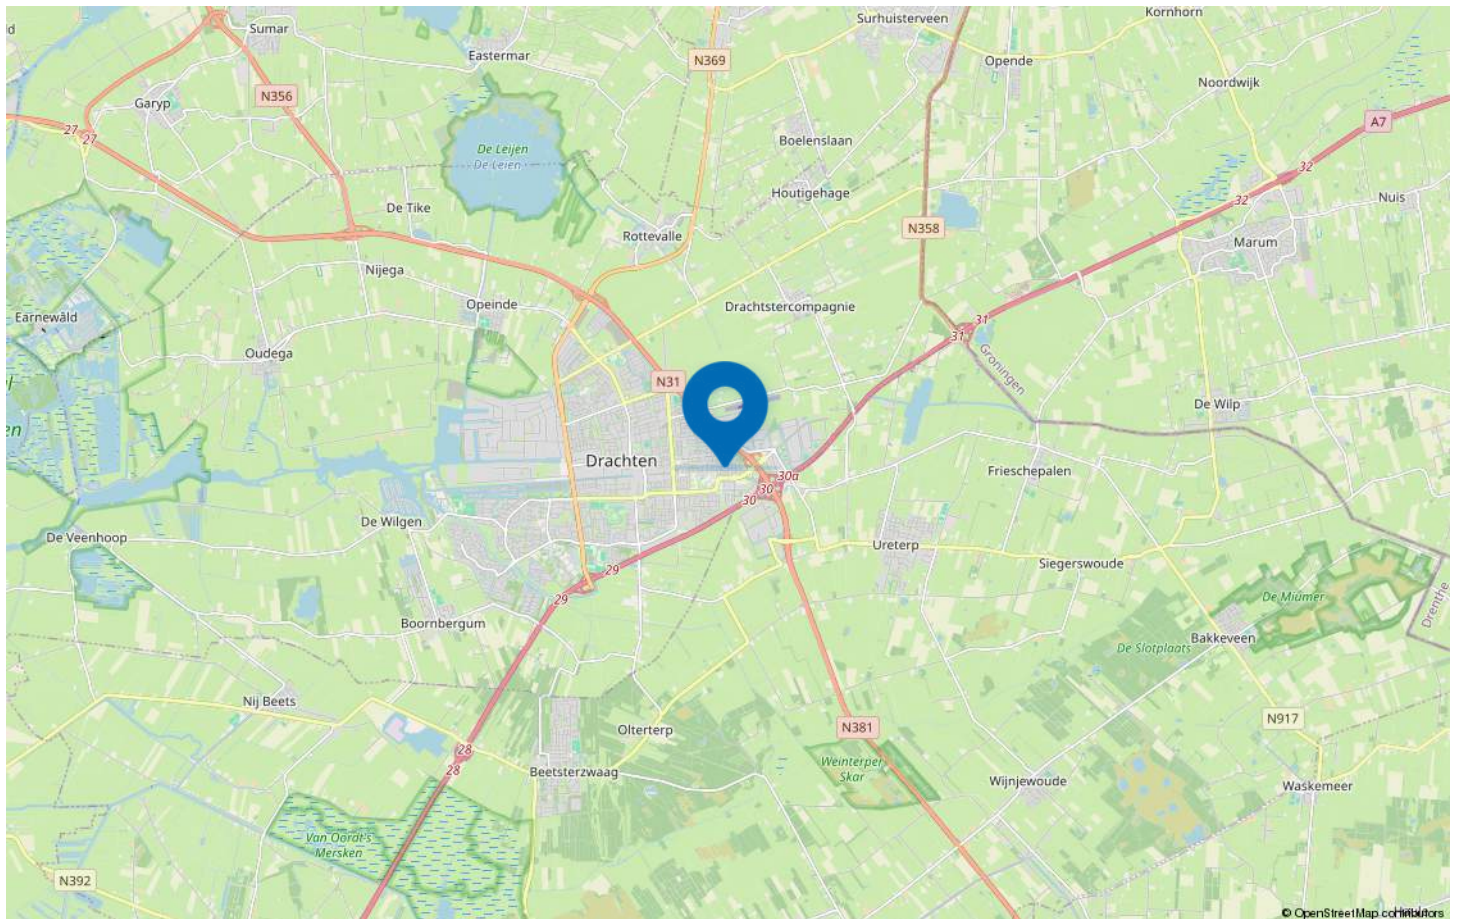 Sumar
Surhuisterveen
Kornhorn
d
Eastermar
N369
Opende
Noordwijk
N356
Garyp
27
27
A7
De Leijen
De Leien
Boelenslaan
32
Houtigehage
32
Nuis
De Tike
N358
Rottevalle
Marum
Nijega
Opeinde
Drachtstercompagnie
Earnewâld
31
31
Groningen
Oudega
N31
De Wilp
en
Drachten
Frieschepalen
30a
30
30
De Wilgen
De Veenhoop
Ureterp
Siegerswoude
29
29
De Miumer
Drenthe
Boornbergum
Bakkeveen
De Slotplaats
Nij Beets
N917
Olterterp
N381
28
28
Beetsterzwaag
Weinterper
Skar
Wijnjewoude
Waskemeer
Van Oordt's
Mersken
N392
© OpenStreetMap contributors